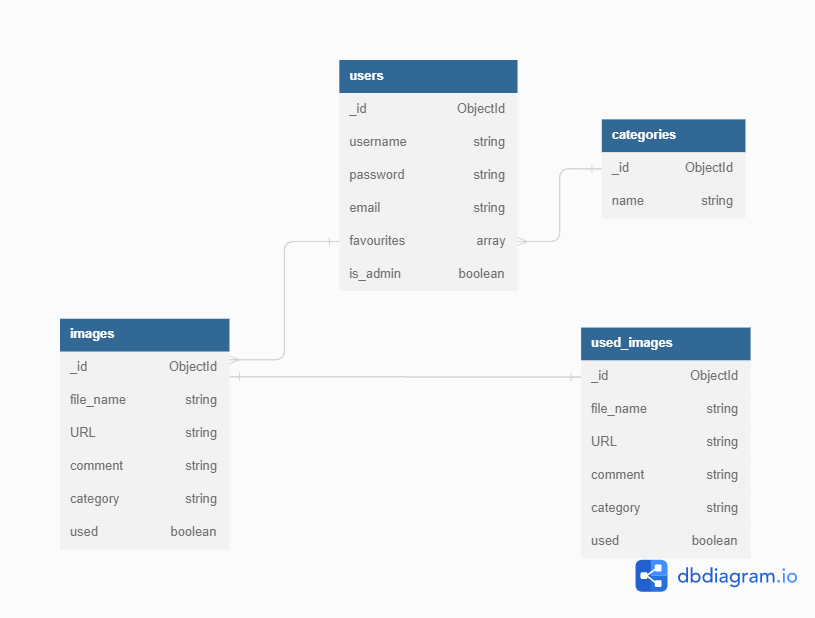 users
_id ObjectId
username string
password string
email string
favourites array
is_admin boolean
categories
_id ObjectId
name string
images
_id ObjectId
file_name string
URL string
comment string
category string
used boolean
used_images
_id ObjectId
file_name string
URL string
comment string
category string
used boolean
dbdiagram.io